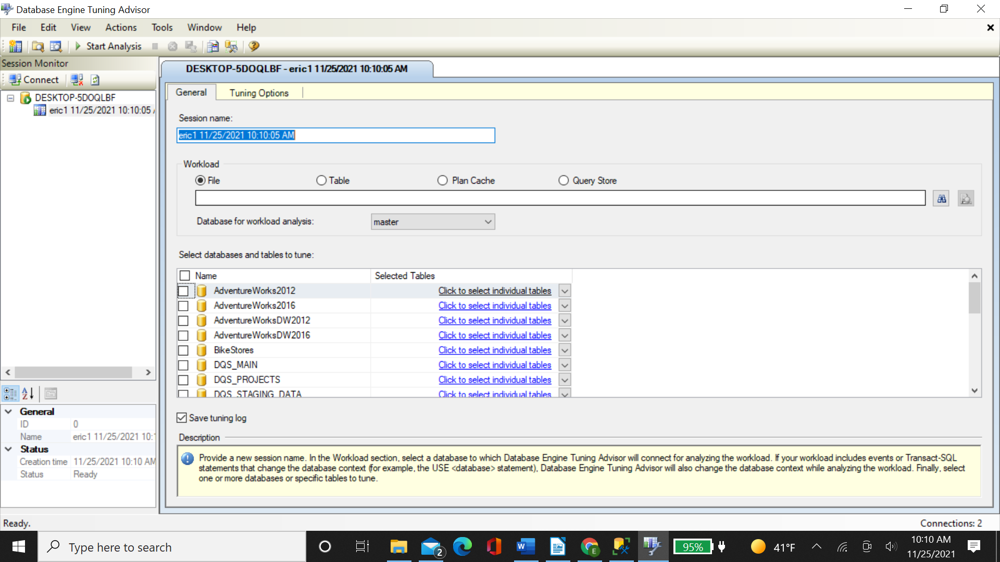 Database Engine Tuning Advisor
File Edit View Actions Tools Window Help
Start Analysis
Session Monitor
Connect
DESKTOP-5DOQLBF
eric1 11/25/2021 10:10:05
DESKTOP-5DOQLBF - eric1 11/25/2021 10:10:05 AM
General Tuning Options
Session name:
eric1 11/25/2021 10:10:05 AM
Workload
File Table Plan Cache Query Store
Database for workload analysis: master
Select databases and tables to tune:
Name Selected Tables
AdventureWorks2012 Click to select individual tables
AdventureWorks2016 Click to select individual tables
AdventureWorksDW2012 Click to select individual tables
AdventureWorksDW2016 Click to select individual tables
BikeStores Click to select individual tables
DQS_MAIN Click to select individual tables
DQS_PROJECTS Click to select individual tables
DQS_STAGING_DATA Click to select individual tables
Save tuning log
Description
Provide a new session name. In the Workload section, select a database to which Database Engine Tuning Advisor will connect for analyzing the workload. If your workload includes events or Transact-SQL
statements that change the database context (for example, the USE <database> statement), Database Engine Tuning Advisor will also change the database context while analyzing the workload. Finally, select
one or more databases or specific tables to tune.
General
ID 0
Name eric1 11/25/2021 10:1
Status
Creation time 11/25/2021 10:10 AM
Status Ready
Ready.
Connections: 2
Type here to search
2
W
E
95%
41°F
10:10 AM
11/25/2021